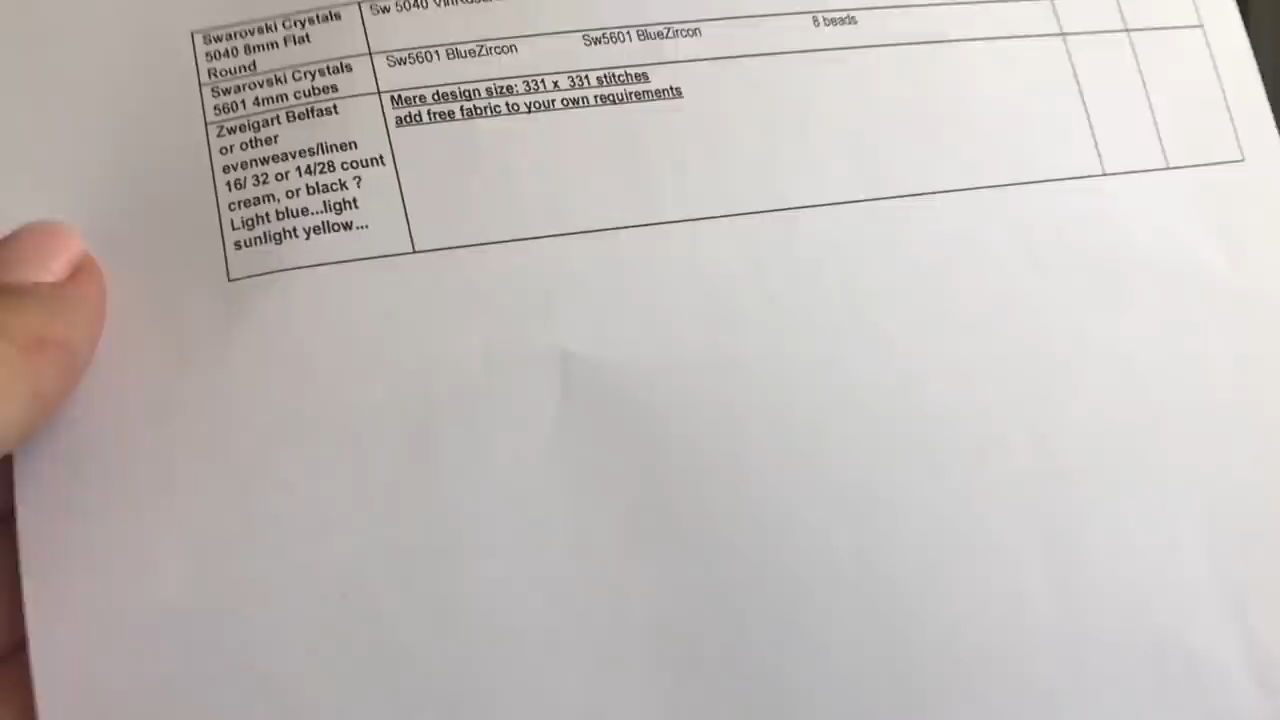 Swarovski Crystals
5040 8mm Flat
Round
Sw 5040
Swarovski Crystals
5601 4mm cubes
Sw5601 BlueZircon
Sw5601 BlueZircon
8 beads
Zweigart Belfast
or other
evenweaves/linen
16/ 32 or 14/28 count
cream, or black ?
Light blue...light
sunlight yellow...
Mere design size: 331 x 331 stitches
add free fabric to your own requirements